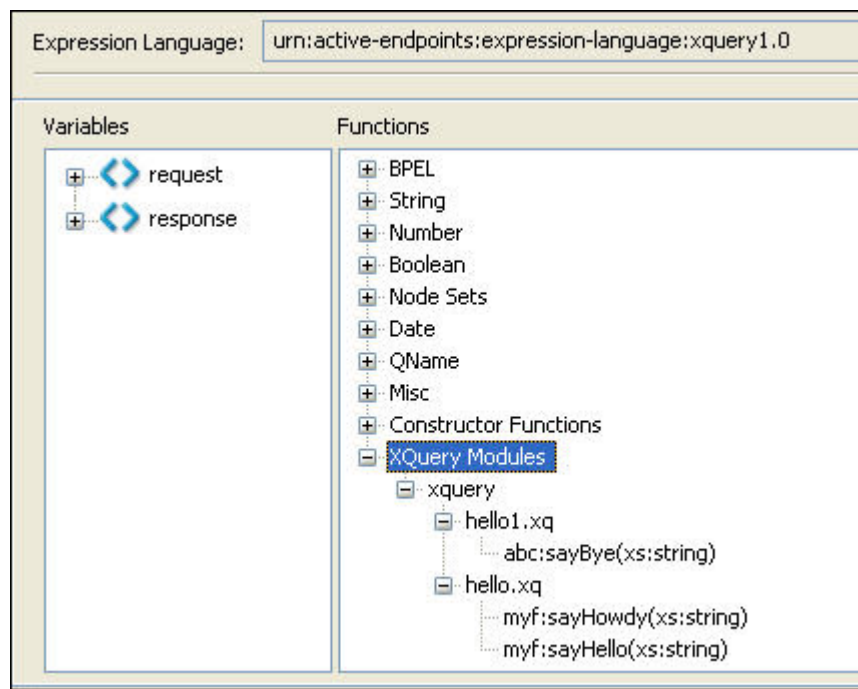 Expression Language: urn:active-endpoints:expression-language:xquery1.0
Variables
request
response
Functions
BPEL
String
Number
Boolean
Node Sets
Date
QName
Misc
Constructor Functions
XQuery Modules
xquery
hello1.xq
abc:sayBye(xs:string)
hello.xq
myf:sayHowdy(xs:string)
myf:sayHello(xs:string)